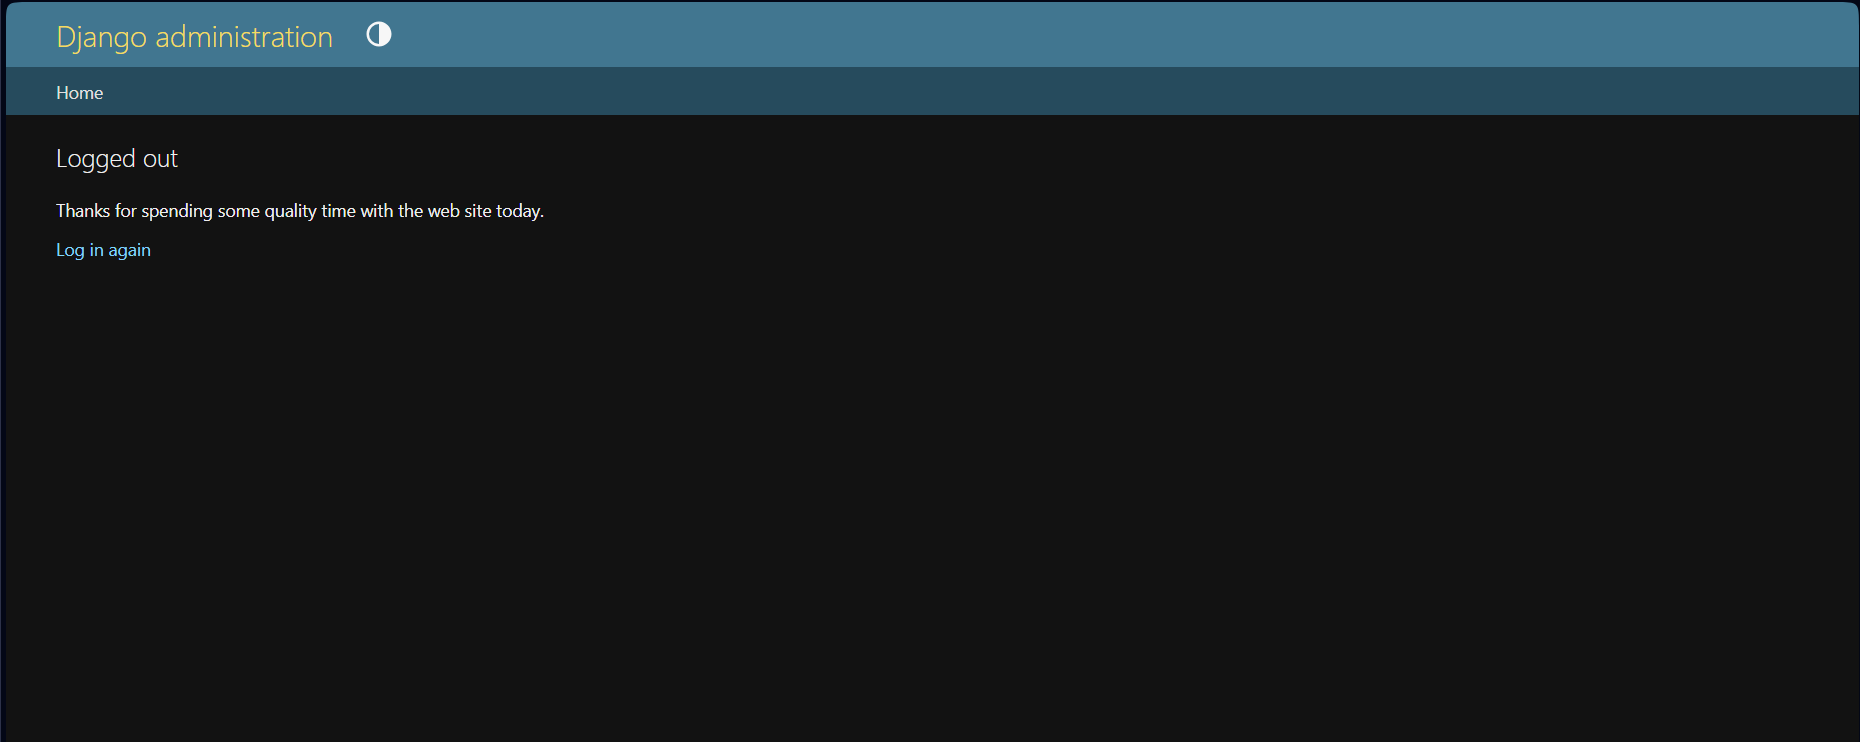 Django administration
Home
Logged out
Thanks for spending some quality time with the web site today.
Log in again